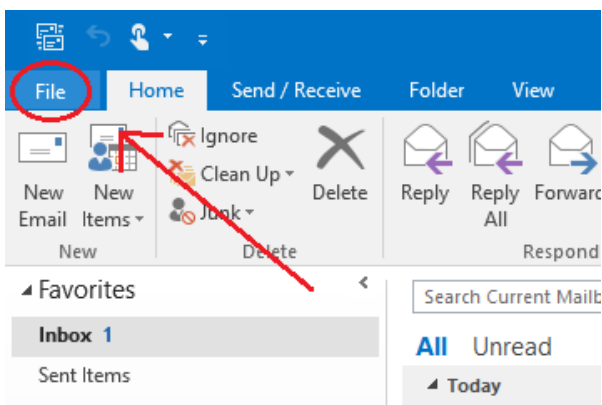 File Home Send / Receive Folder View
Ignore
Clean Up
Junk
New Email
New Items
Delete
Reply
Reply All
Forward
New Delete Respond
Favorites
Inbox 1
Sent Items
Search Current Mailb
All Unread
Today